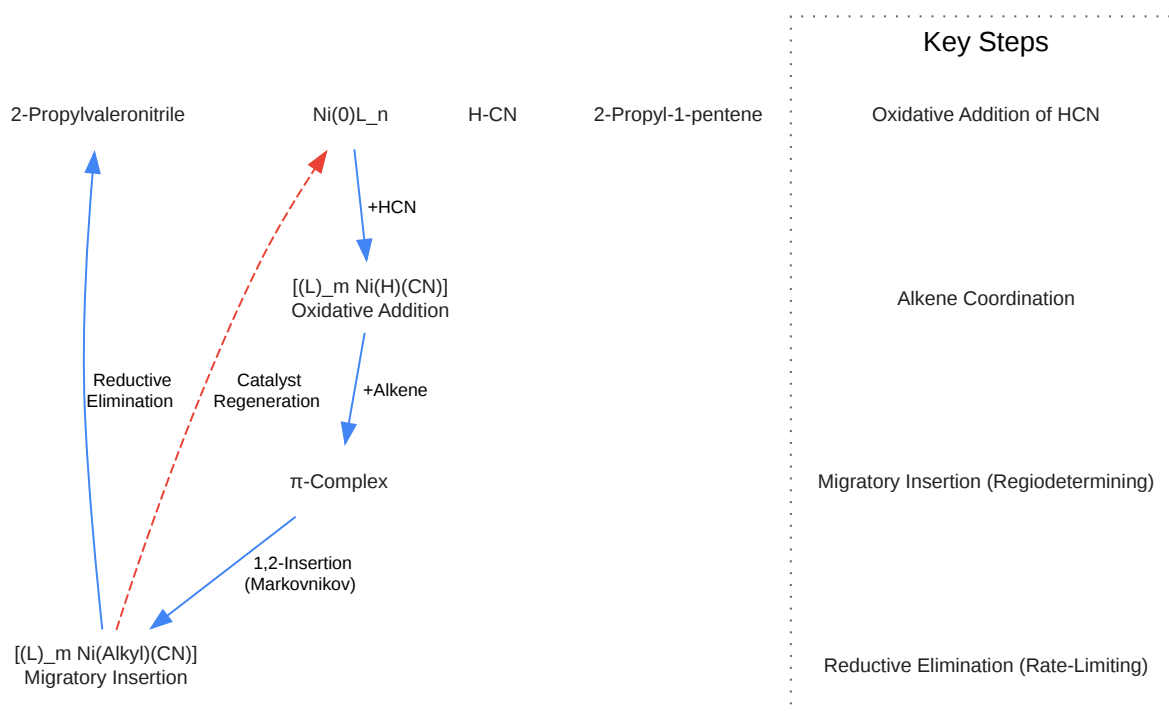 Key Steps
2-Propylvaleronitrile
Ni(0)L_n
H-CN
2-Propyl-1-pentene
Oxidative Addition of HCN
+HCN
[(L)_m Ni(H)(CN)]
Oxidative Addition
Alkene Coordination
Reductive
Elimination
Catalyst
Regeneration
+Alkene
π-Complex
Migratory Insertion (Regiodetermining)
1,2-Insertion
(Markovnikov)
[(L)_m Ni(Alkyl)(CN)]
Migratory Insertion
Reductive Elimination (Rate-Limiting)